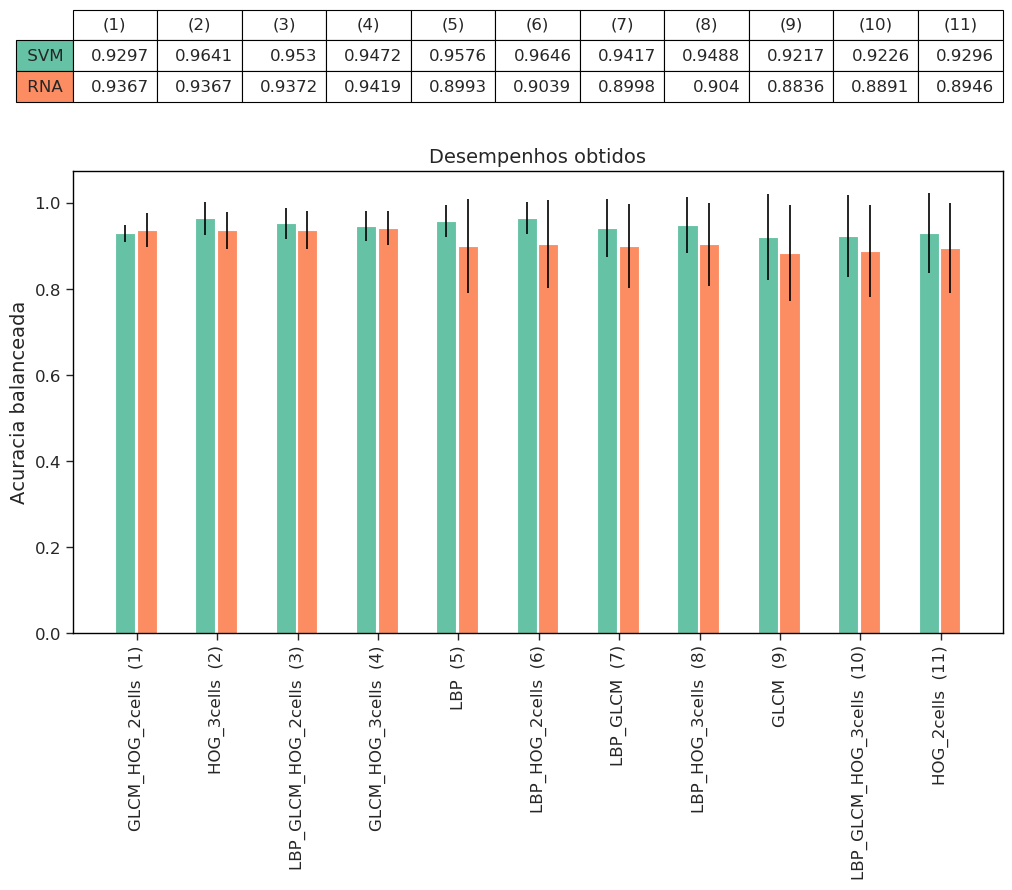 (1) (2) (3) (4) (5) (6) (7) (8) (9) (10) (11)
SVM 0.9297 0.9641 0.953 0.9472 0.9576 0.9646 0.9417 0.9488 0.9217 0.9226 0.9296
RNA 0.9367 0.9367 0.9372 0.9419 0.8993 0.9039 0.8998 0.904 0.8836 0.8891 0.8946
Desempenhos obtidos
Acuracia balanceada
1.0
0.8
0.6
0.4
0.2
0.0
GLCM_HOG_2cells (1)
HOG_3cells (2)
LBP_GLCM_HOG_2cells (3)
GLCM_HOG_3cells (4)
LBP (5)
LBP_HOG_2cells (6)
LBP_GLCM (7)
LBP_HOG_3cells (8)
GLCM (9)
LBP_GLCM_HOG_3cells (10)
HOG_2cells (11)